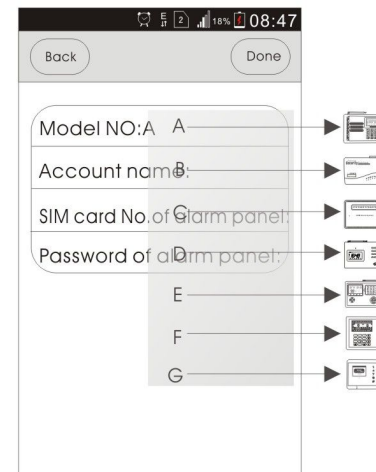 E 2 18% 08:47
Back Done
Model NO:A A
Account name: B
SIM card No.of alarm panel: C
Password of alarm panel: D
E
F
G